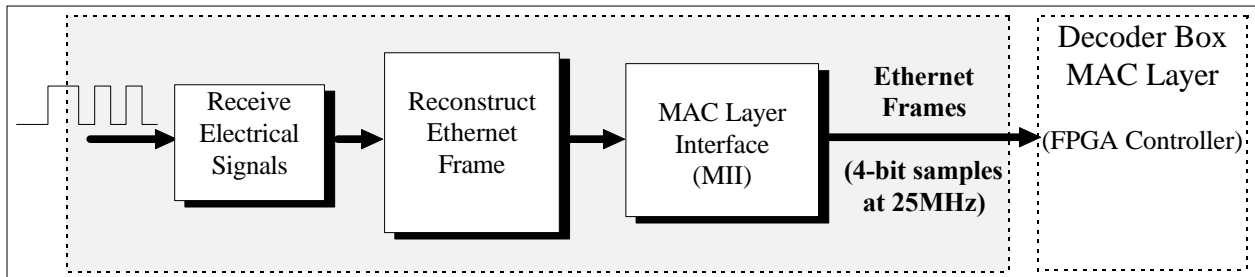 Receive
Electrical
Signals
Reconstruct
Ethernet
Frame
MAC Layer
Interface
(MII)
Ethernet
Frames
(4-bit samples
at 25MHz)
Decoder Box
MAC Layer
(FPGA Controller)